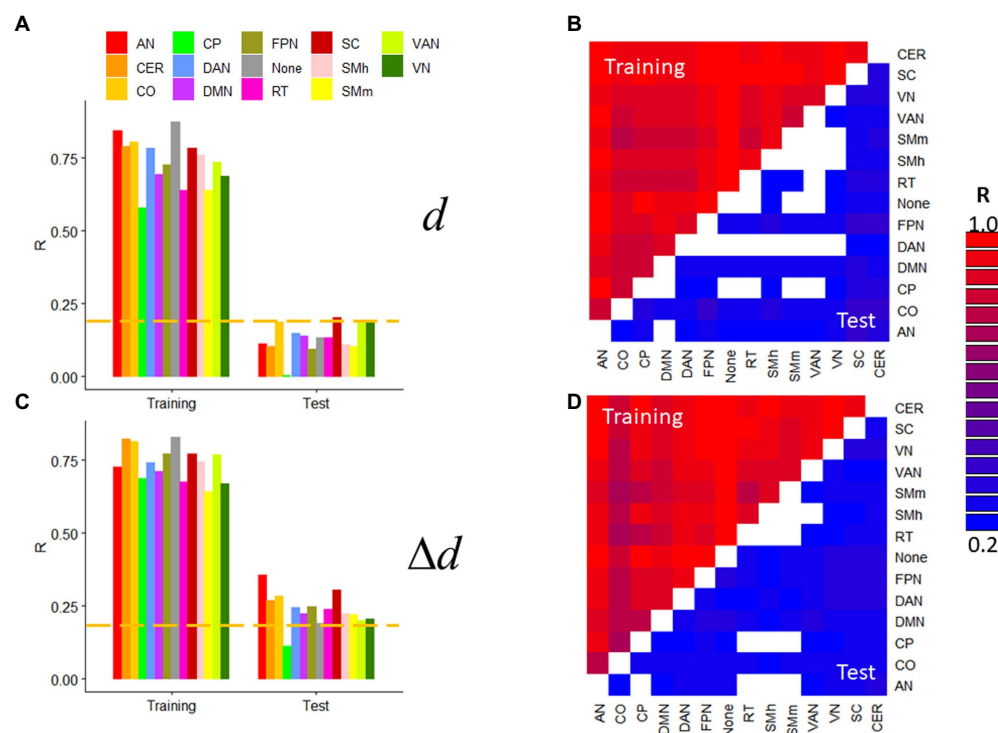 A
AN CP FPN SC VAN
CER DAN None SMh VN
CO DMN RT SMm
0.75
0.50
0.25
0.00
R
d
Training Test
B
Training
Test
CER
SC
VN
VAN
SMm
SMh
RT
None
FPN
DAN
DMN
CP
CO
AN
AN CO CP DMN DAN FPN None RT SMh SMm VAN VN SC CER
R
1.0
0.2
C
0.75
0.50
0.25
0.00
R
Δd
Training Test
D
Training
Test
CER
SC
VN
VAN
SMm
SMh
RT
None
FPN
DAN
DMN
CP
CO
AN
AN CO CP DMN DAN FPN None RT SMh SMm VAN VN SC CER